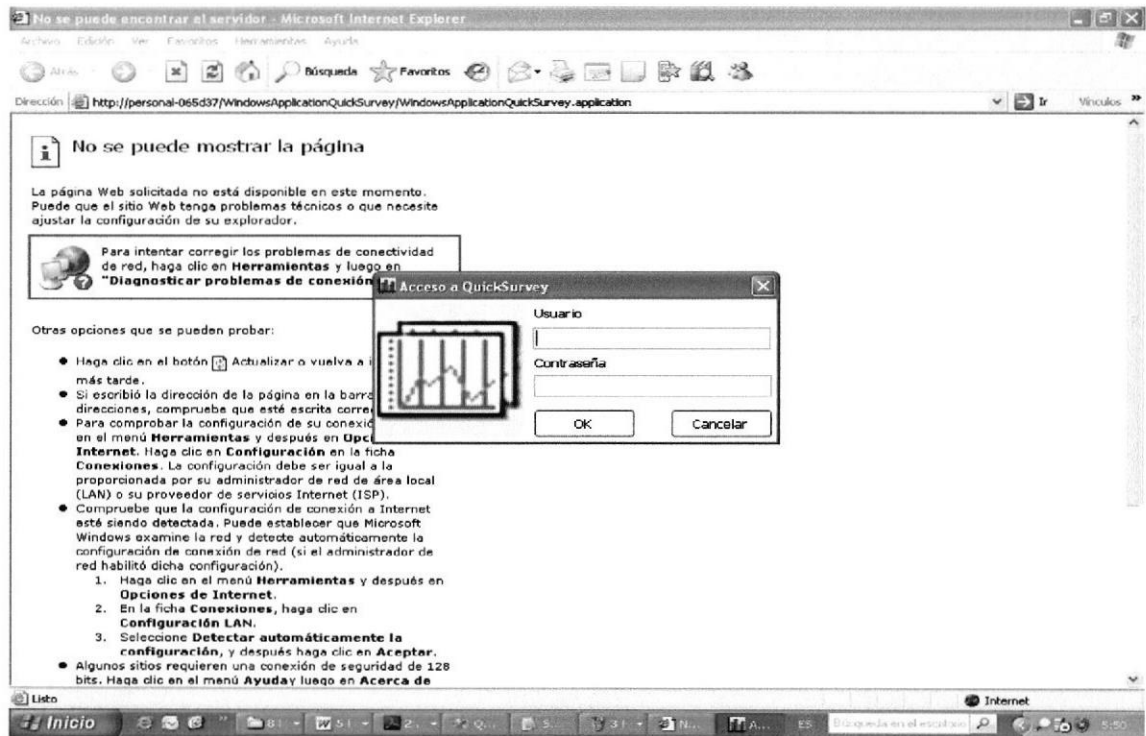 No se puede encontrar el servidor - Microsoft Internet Explorer
Archivo Edición Ver Favoritos Herramientas Ayuda
Atrás Búsqueda Favoritos
Dirección http://personal-065d37/WindowsApplicationQuickSurvey/WindowsApplicationQuickSurvey.application Ir Vínculos »
No se puede mostrar la página
La página Web solicitada no está disponible en este momento.
Puede que el sitio Web tenga problemas técnicos o que necesite
ajustar la configuración de su explorador.
Para intentar corregir los problemas de conectividad
de red, haga clic en Herramientas y luego en
"Diagnosticar problemas de conexión
Acceso a QuickSurvey
Usuario
Contraseña
OK Cancelar
Otras opciones que se pueden probar:
● Haga clic en el botón Actualizar o vuelva a i
más tarde.
● Si escribió la dirección de la página en la barra
direcciones, compruebe que esté escrita corre
● Para comprobar la configuración de su conexió
en el menú Herramientas y después en Opci
Internet. Haga clic en Configuración en la ficha
Conexiones. La configuración debe ser igual a la
proporcionada por su administrador de red de área local
(LAN) o su proveedor de servicios Internet (ISP).
● Compruebe que la configuración de conexión a Internet
esté siendo detectada. Puede establecer que Microsoft
Windows examine la red y detecte automáticamente la
configuración de conexión de red (si el administrador de
red habilitó dicha configuración).
1. Haga clic en el menú Herramientas y después en
Opciones de Internet.
2. En la ficha Conexiones, haga clic en
Configuración LAN.
3. Seleccione Detectar automáticamente la
configuración, y después haga clic en Aceptar.
● Algunos sitios requieren una conexión de seguridad de 128
bits. Haga clic en el menú Ayuday luego en Acerca de
Listo Internet
Inicio ES Búsqueda en el escritorio 5:50